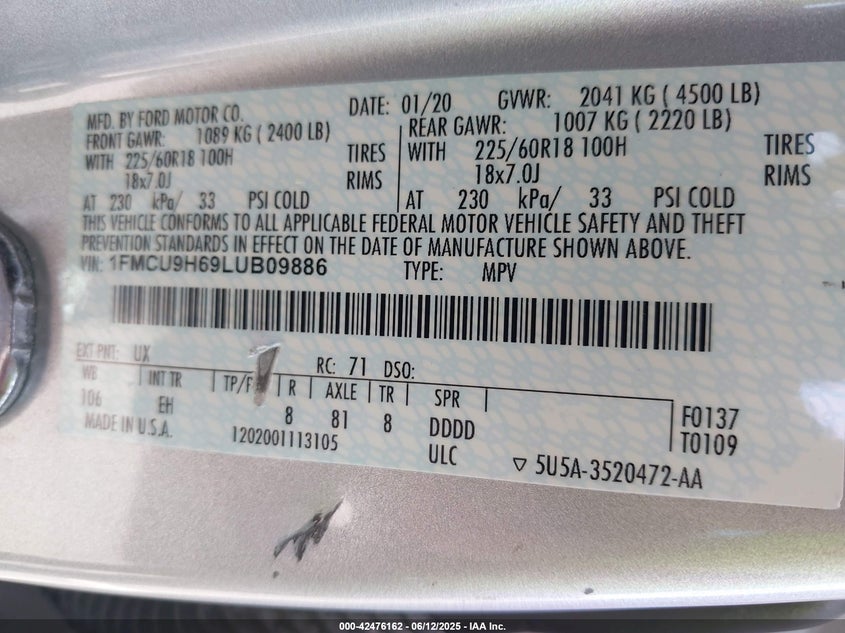 MFD. BY FORD MOTOR CO. DATE: 01/20 GVWR: 2041 KG ( 4500 LB)
FRONT GAWR: 1089 KG ( 2400 LB) REAR GAWR: 1007 KG ( 2220 LB)
WITH 225/60R18 100H TIRES WITH 225/60R18 100H TIRES
18x7.0J RIMS 18x7.0J RIMS
AT 230 kPa/ 33 PSI COLD AT 230 kPa/ 33 PSI COLD
THIS VEHICLE CONFORMS TO ALL APPLICABLE FEDERAL MOTOR VEHICLE SAFETY AND THEFT
PREVENTION STANDARDS IN EFFECT ON THE DATE OF MANUFACTURE SHOWN ABOVE.
VIN: 1FMCU9H69LUB09886 TYPE: MPV
EXT PNT: UX RC: 71 DSO:
WB INT TR TP/P R AXLE TR SPR
106 EH 8 81 8 DDDD F0137
MADE IN U.S.A. 1202001113105 ULC T0109
5U5A-3520472-AA
000-42476162 - 06/12/2025 - IAA Inc.